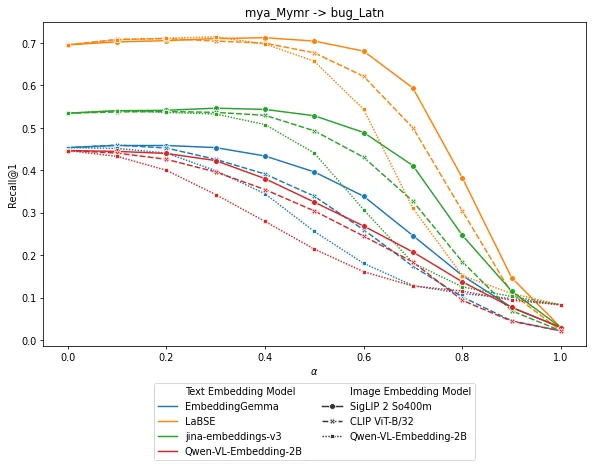 mya_Mymr -> bug_Latn
0.7
0.6
0.5
0.4
0.3
0.2
0.1
0.0
Recall@1
0.0 0.2 0.4 0.6 0.8 1.0
α
Text Embedding Model
EmbeddingGemma
LaBSE
jina-embeddings-v3
Qwen-VL-Embedding-2B
Image Embedding Model
SigLIP 2 So400m
CLIP ViT-B/32
Qwen-VL-Embedding-2B